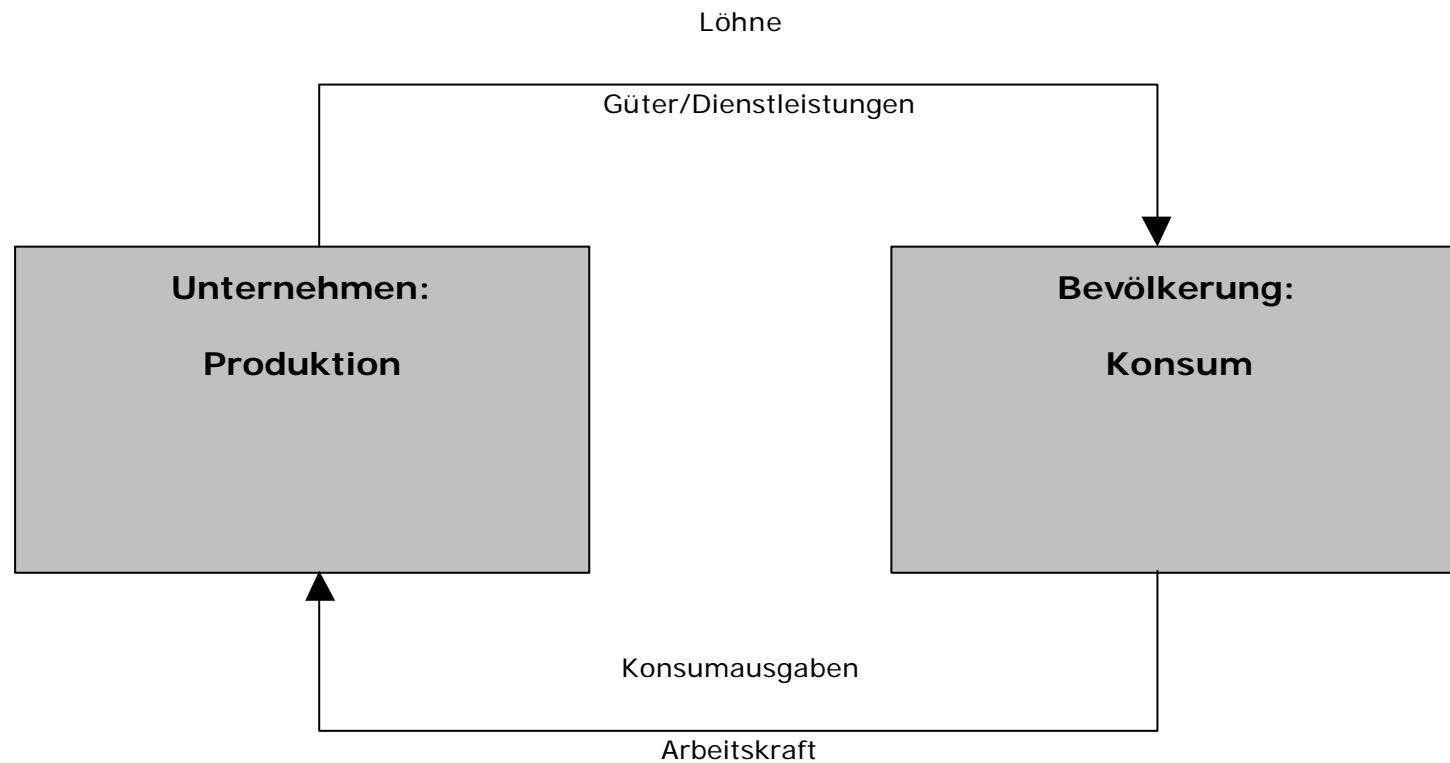 Löhne
Güter/Dienstleistungen
Unternehmen:
Produktion
Bevölkerung:
Konsum
Konsumausgaben
Arbeitskraft